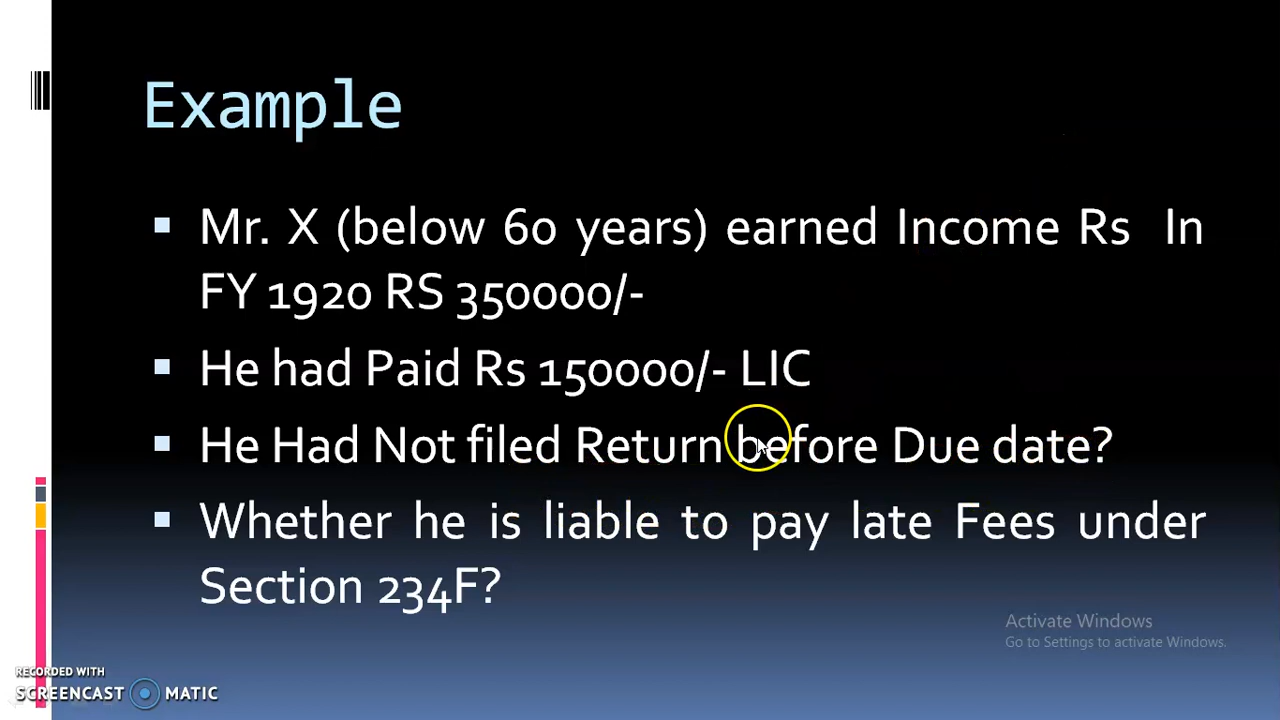 Example
▪ Mr. X (below 60 years) earned Income Rs In
FY 1920 RS 350000/-
▪ He had Paid Rs 150000/- LIC
▪ He Had Not filed Return before Due date?
▪ Whether he is liable to pay late Fees under
Section 234F?
Activate Windows
Go to Settings to activate Windows.
RECORDED WITH
SCREENCAST MATIC